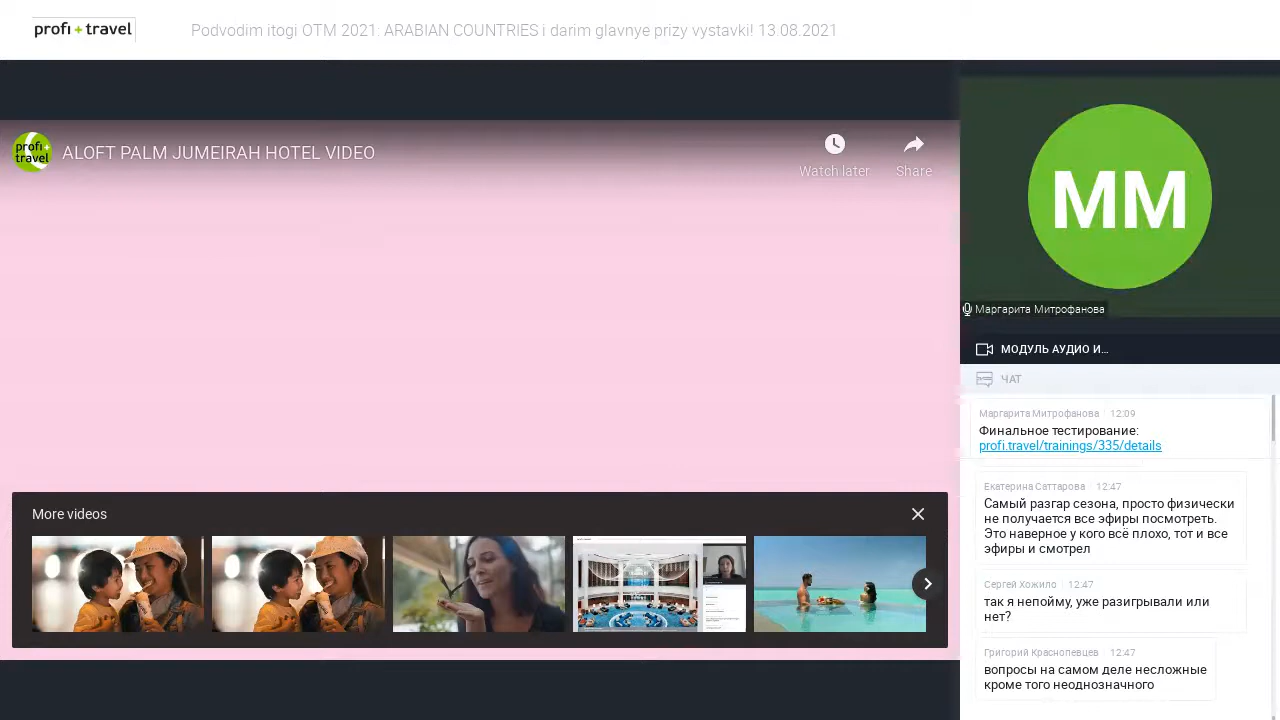 profi + travel
Podvodim itogi OTM 2021: ARABIAN COUNTRIES i darim glavnye prizy vystavki! 13.08.2021
profi +
travel
ALOFT PALM JUMEIRAH HOTEL VIDEO
Watch later
Share
More videos
MM
Маргарита Митрофанова
МОДУЛЬ АУДИО И...
ЧАТ
Маргарита Митрофанова 12:09
Финальное тестирование:
profi.travel/trainings/335/details
Екатерина Саттарова 12:47
Самый разгар сезона, просто физически
не получается все эфиры посмотреть.
Это наверное у кого всё плохо, тот и все
эфиры и смотрел
Сергей Хожило 12:47
так я непойму, уже разигрывали или
нет?
Григорий Краснопевцев 12:47
вопросы на самом деле несложные
кроме того неоднозначного